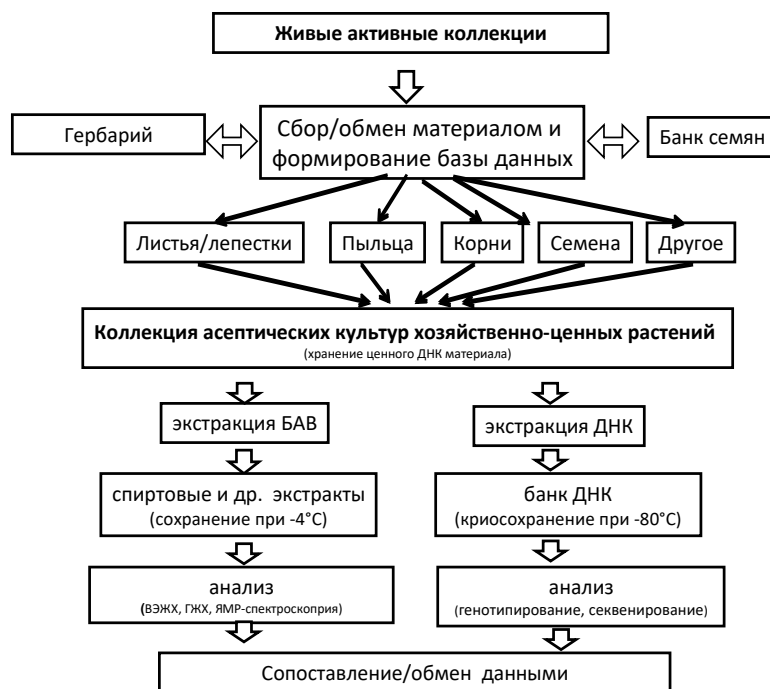 Живые активные коллекции
Гербарий
Сбор/обмен материалом и
формирование базы данных
Банк семян
Листья/лепестки
Пыльца
Корни
Семена
Другое
Коллекция асептических культур хозяйственно-ценных растений
(хранение ценного ДНК материала)
экстракция БАВ
экстракция ДНК
спиртовые и др. экстракты
(сохранение при -4°С)
банк ДНК
(криосохранение при -80°С)
анализ
(ВЭЖХ, ГЖХ, ЯМР-спектроскоприя)
анализ
(генотипирование, секвенирование)
Сопоставление/обмен данными